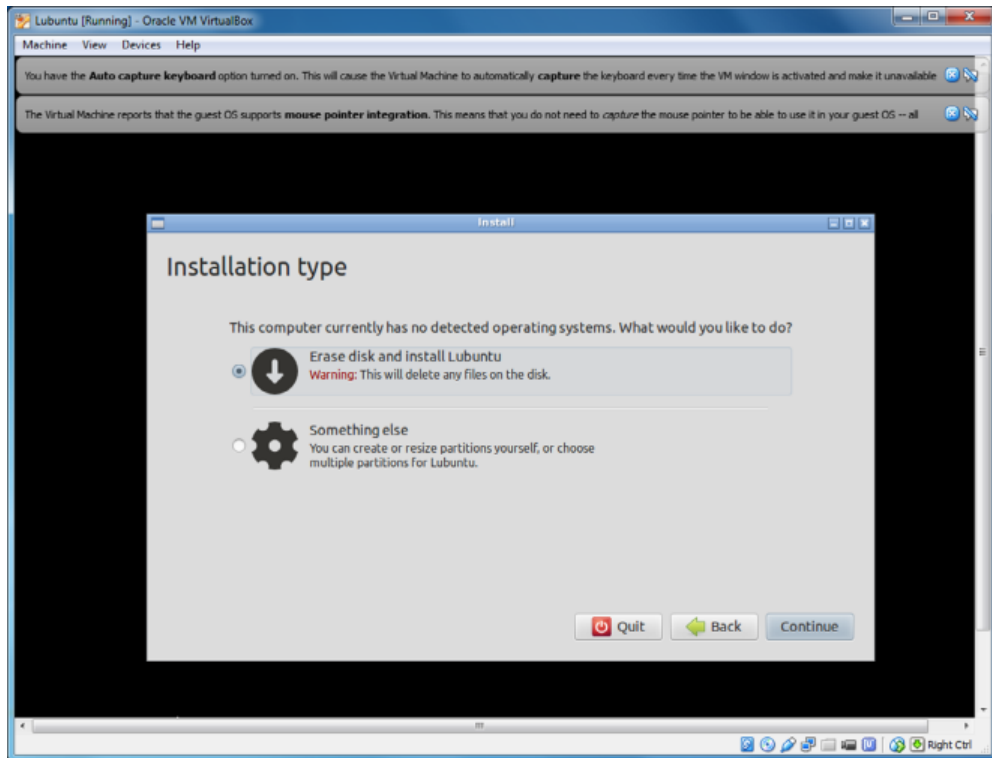 Lubuntu [Running] - Oracle VM VirtualBox
Machine View Devices Help
You have the Auto capture keyboard option turned on. This will cause the Virtual Machine to automatically capture the keyboard every time the VM window is activated and make it unavailable
The Virtual Machine reports that the guest OS supports mouse pointer integration. This means that you do not need to capture the mouse pointer to be able to use it in your guest OS -- all
Install
Installation type
This computer currently has no detected operating systems. What would you like to do?
Erase disk and install Lubuntu
Warning: This will delete any files on the disk.
Something else
You can create or resize partitions yourself, or choose
multiple partitions for Lubuntu.
Quit Back Continue
Right Ctrl